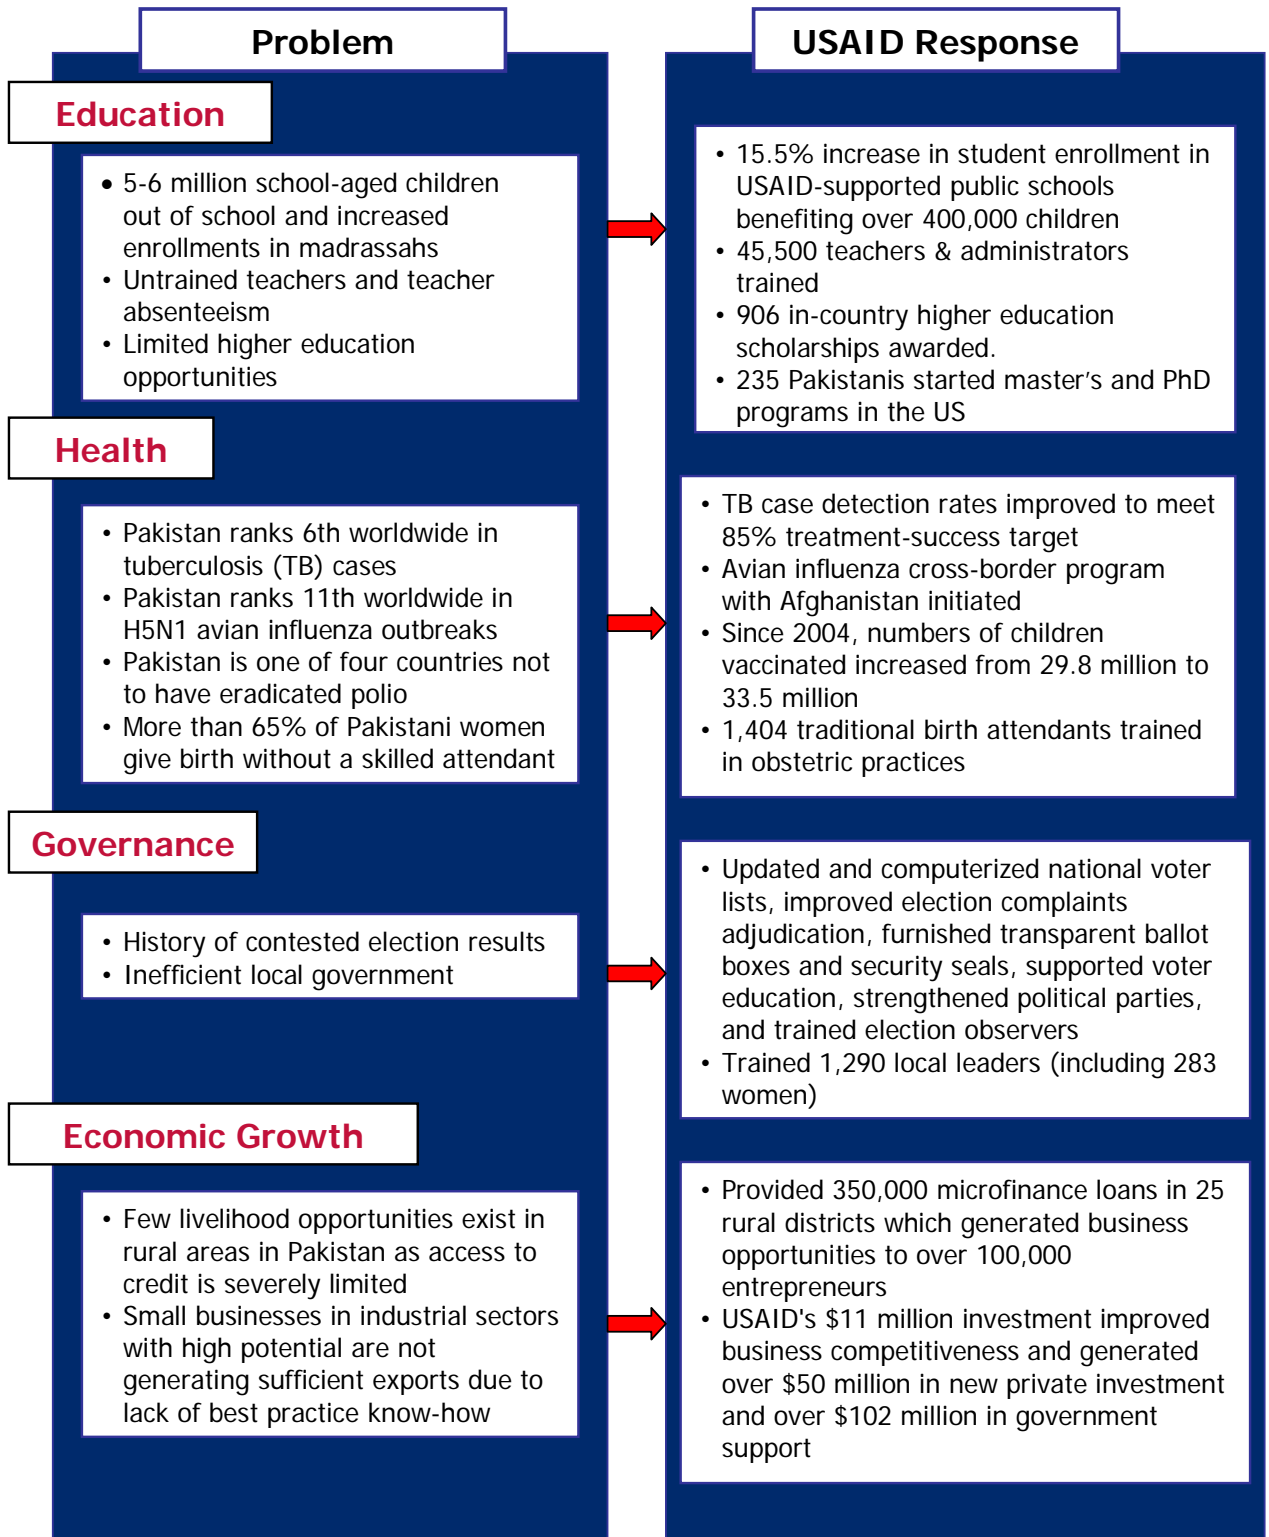 Problem
USAID Response
Education
• 5-6 million school-aged children
out of school and increased
enrollments in madrassahs
• Untrained teachers and teacher
absenteeism
• Limited higher education
opportunities
• 15.5% increase in student enrollment in
USAID-supported public schools
benefiting over 400,000 children
• 45,500 teachers & administrators
trained
• 906 in-country higher education
scholarships awarded.
• 235 Pakistanis started master's and PhD
programs in the US
Health
• Pakistan ranks 6th worldwide in
tuberculosis (TB) cases
• Pakistan ranks 11th worldwide in
H5N1 avian influenza outbreaks
• Pakistan is one of four countries not
to have eradicated polio
• More than 65% of Pakistani women
give birth without a skilled attendant
• TB case detection rates improved to meet
85% treatment-success target
• Avian influenza cross-border program
with Afghanistan initiated
• Since 2004, numbers of children
vaccinated increased from 29.8 million to
33.5 million
• 1,404 traditional birth attendants trained
in obstetric practices
Governance
• History of contested election results
• Inefficient local government
• Updated and computerized national voter
lists, improved election complaints
adjudication, furnished transparent ballot
boxes and security seals, supported voter
education, strengthened political parties,
and trained election observers
• Trained 1,290 local leaders (including 283
women)
Economic Growth
• Few livelihood opportunities exist in
rural areas in Pakistan as access to
credit is severely limited
• Small businesses in industrial sectors
with high potential are not
generating sufficient exports due to
lack of best practice know-how
• Provided 350,000 microfinance loans in 25
rural districts which generated business
opportunities to over 100,000
entrepreneurs
• USAID's $11 million investment improved
business competitiveness and generated
over $50 million in new private investment
and over $102 million in government
support